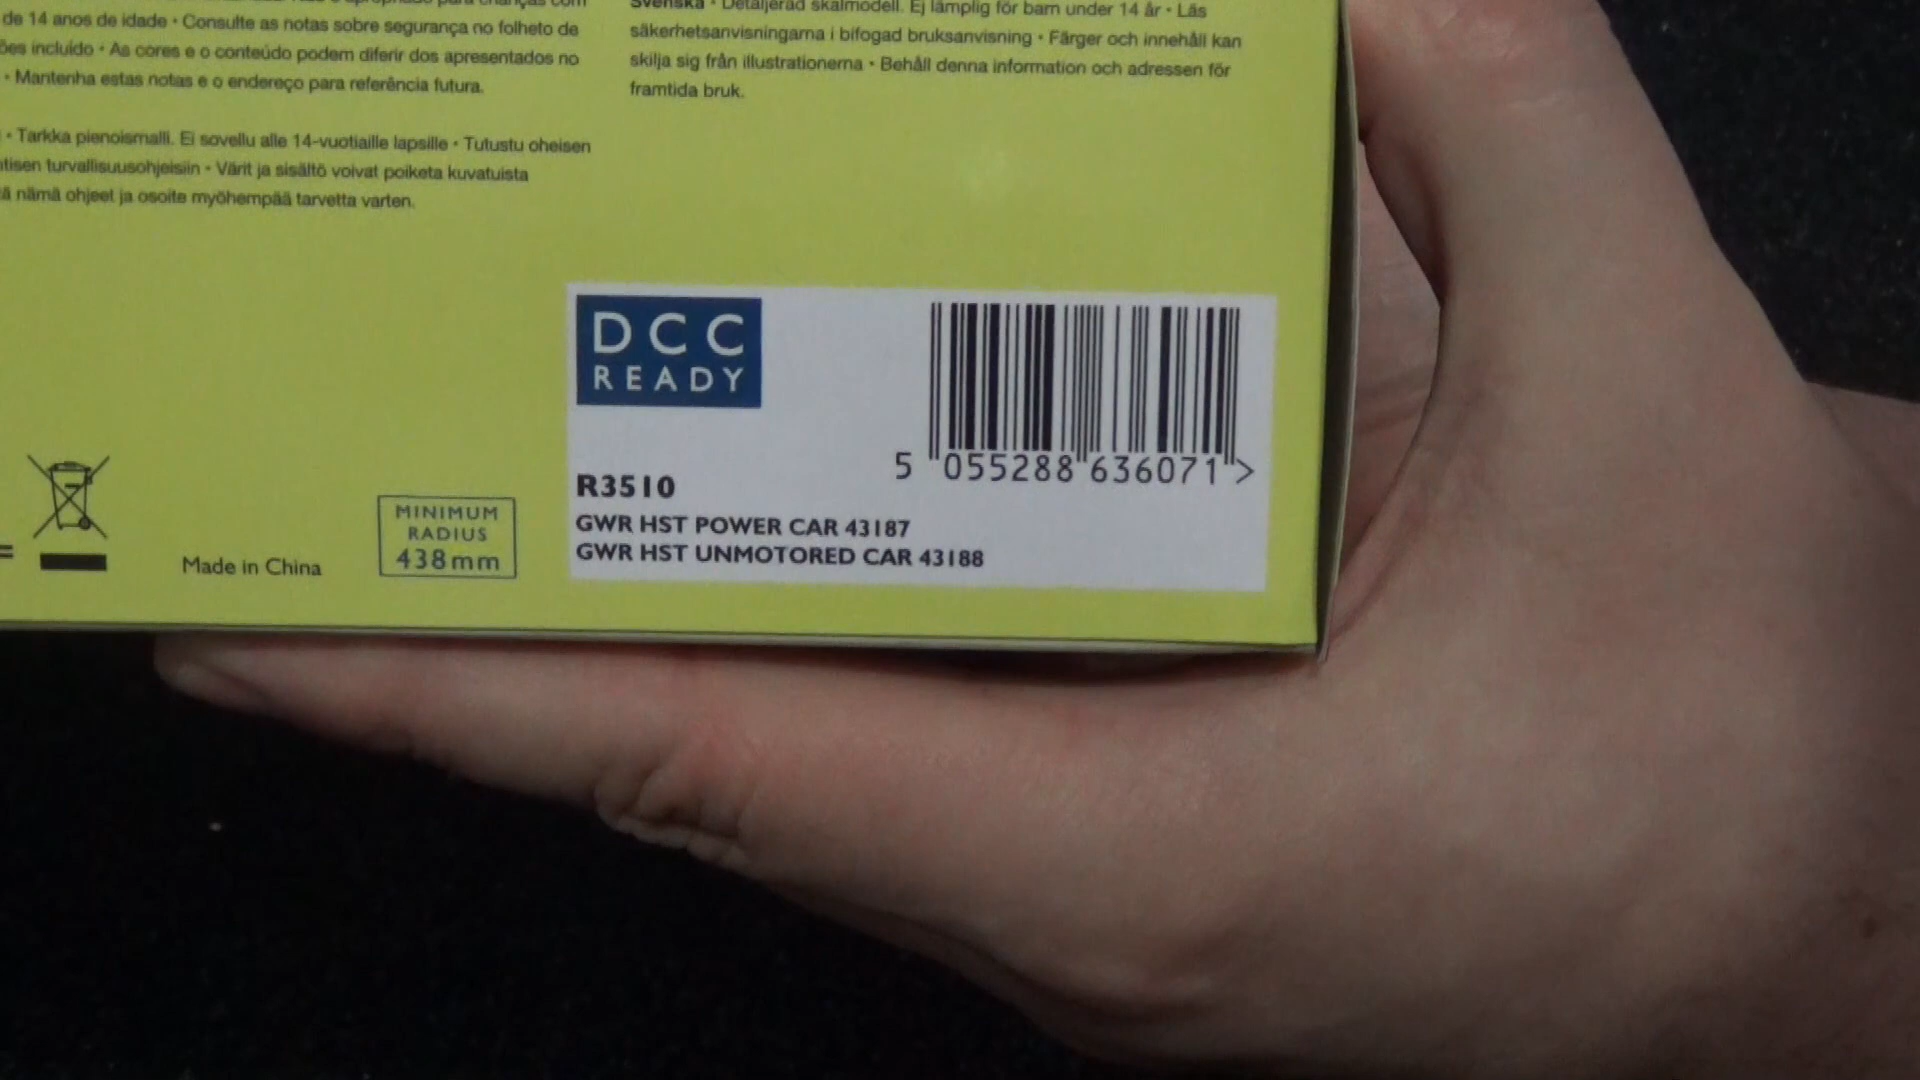 de 14 anos de idade • Consulte as notas sobre segurança no folheto de
ões incluído • As cores e o conteúdo podem diferir dos apresentados no
• Mantenha estas notas e o endereço para referência futura.
• Tarkka pienoismalli. Ei sovellu alle 14-vuotiaille lapsille • Tutustu oheisen
tisen turvallisuusohjeisiin • Värit ja sisältö voivat poiketa kuvatuista
ä nämä ohjeet ja osoite myöhempää tarvetta varten.
Svenska • Detaljerad skalmodell. Ej lämplig för barn under 14 år • Läs
säkerhetsanvisningarna i bifogad bruksanvisning • Färger och innehåll kan
skilja sig från illustrationerna • Behåll denna information och adressen för
framtida bruk.
DCC
READY
5 055288 636071 >
R3510
GWR HST POWER CAR 43187
GWR HST UNMOTORED CAR 43188
MINIMUM
RADIUS
438mm
Made in China